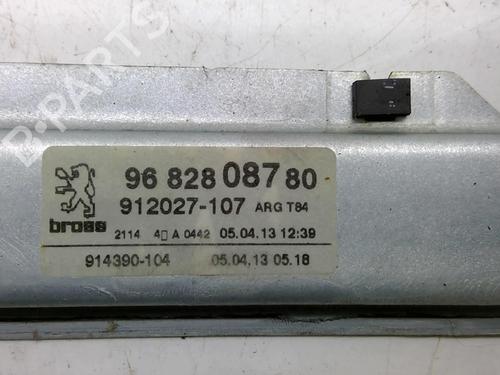 B-PARTS
96 828 087 80
912027-107 ARG T84
brose
2114 4 A 0442 05.04.13 12:39
914390-104 05.04.13 05.18